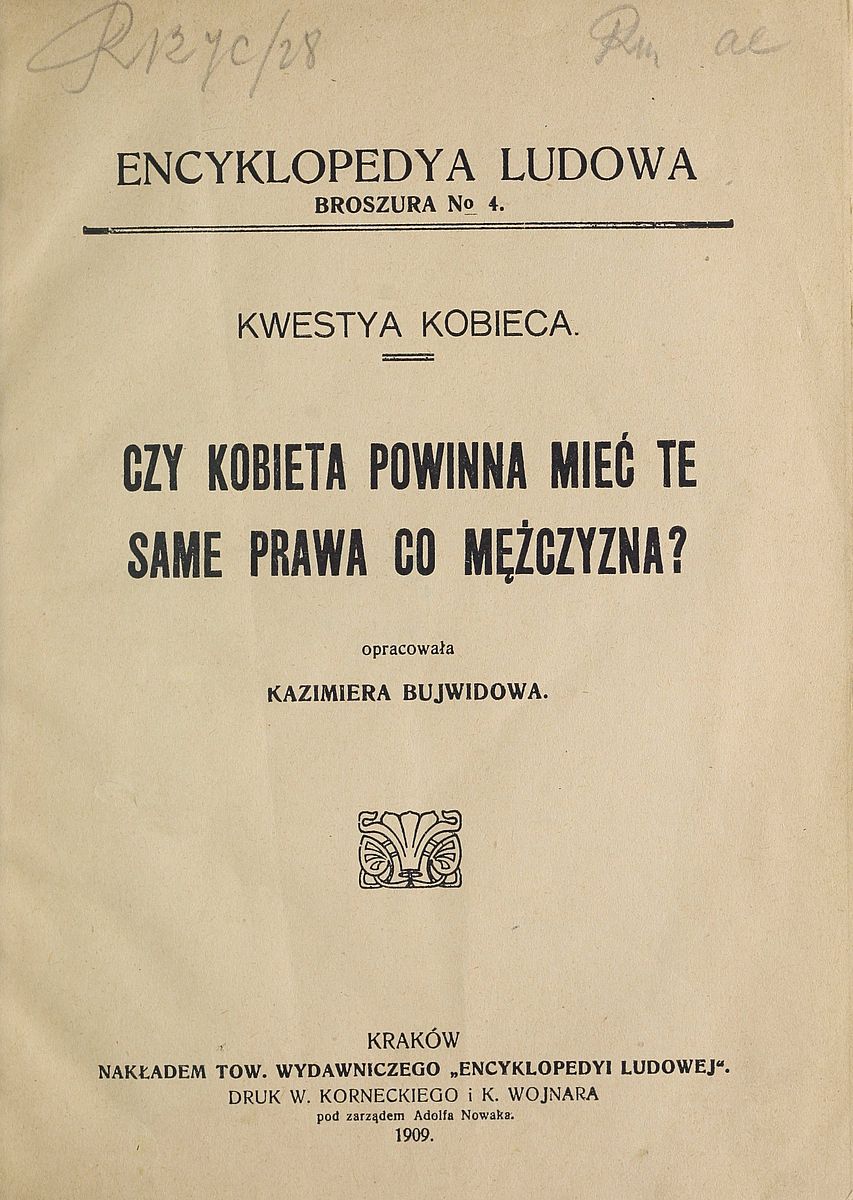 ENCYKLOPEDYA LUDOWA
BROSZURA No 4.
KWESTYA KOBIECA.
CZY KOBIETA POWINNA MIEĆ TE
SAME PRAWA CO MĘŻCZYZNA?
opracowała
KAZIMIERA BUJWIDOWA.
KRAKÓW
NAKŁADEM TOW. WYDAWNICZEGO „ENCYKLOPEDYI LUDOWEJ“.
DRUK W. KORNECKIEGO i K. WOJNARA
pod zarządem Adolfa Nowaka.
1909.